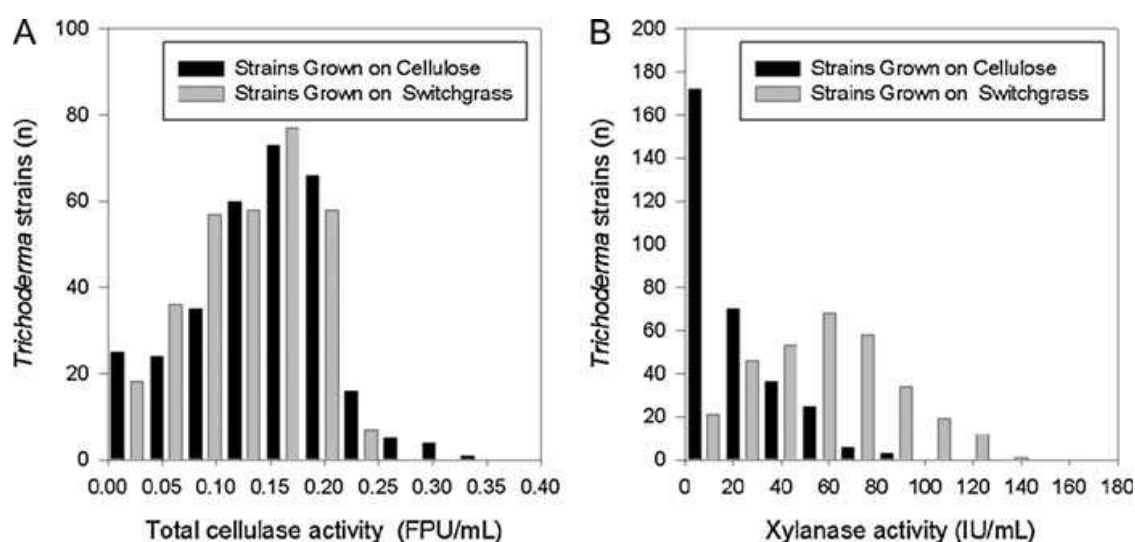 A
100
80
60
40
20
0
Strains Grown on Cellulose
Strains Grown on Switchgrass
Trichoderma strains (n)
0.00 0.05 0.10 0.15 0.20 0.25 0.30 0.35 0.40
Total cellulase activity (FPU/mL)
B
200
180
160
140
120
100
80
60
40
20
0
Strains Grown on Cellulose
Strains Grown on Switchgrass
Trichoderma strains (n)
0 20 40 60 80 100 120 140 160 180
Xylanase activity (IU/mL)